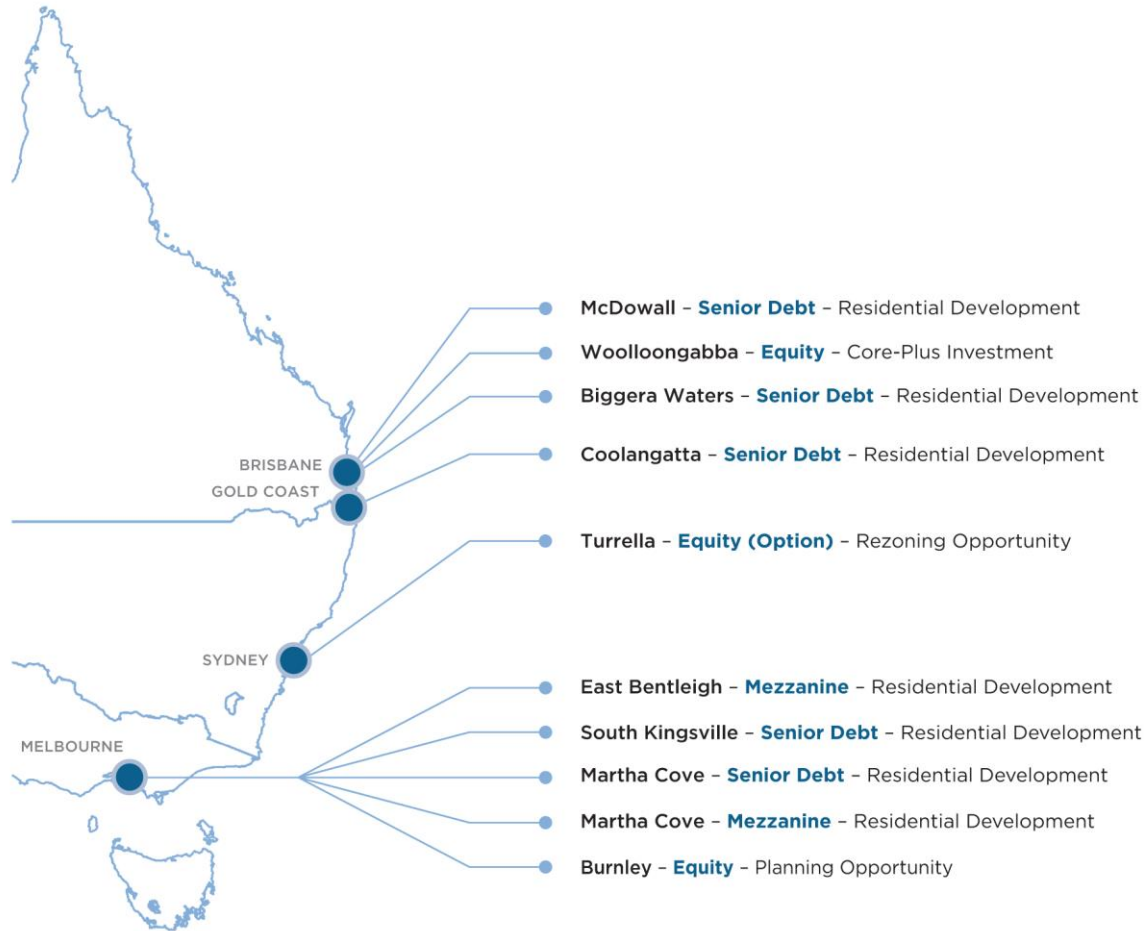 McDowall – Senior Debt – Residential Development
Woolloongabba – Equity – Core-Plus Investment
Biggera Waters – Senior Debt – Residential Development
BRISBANE
Coolangatta – Senior Debt – Residential Development
GOLD COAST
Turrella – Equity (Option) – Rezoning Opportunity
SYDNEY
East Bentleigh – Mezzanine – Residential Development
South Kingsville – Senior Debt – Residential Development
MELBOURNE
Martha Cove – Senior Debt – Residential Development
Martha Cove – Mezzanine – Residential Development
Burnley – Equity – Planning Opportunity